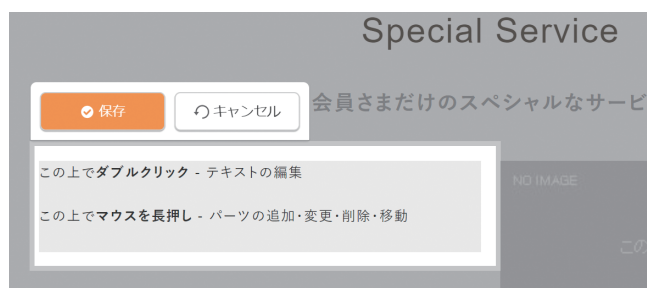 Special Service
会員さまだけのスペシャルなサービ
保存
キャンセル
この上でダブルクリック - テキストの編集
この上でマウスを長押し - パーツの追加・変更・削除・移動
NO IMAGE
この